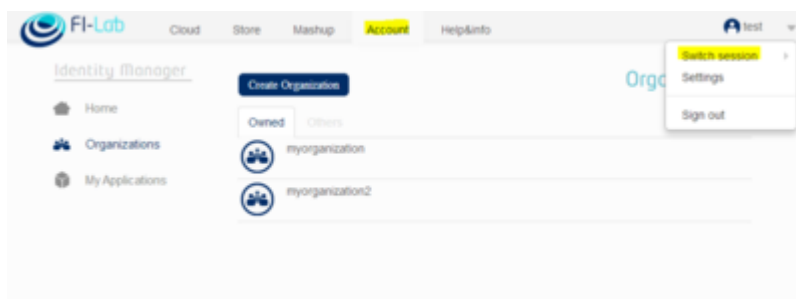 FI-Lab Cloud Store Mashup Account Help&Info test
Identity Manager
Create Organization
Orga
Switch session
Settings
Sign out
Home
Owned Others
Organizations
myorganization
My Applications
myorganization2